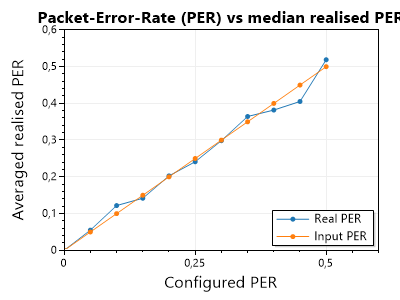 Packet-Error-Rate (PER) vs median realised PER
0,6
0,5
0,4
0,3
0,2
0,1
0
Averaged realised PER
0
0,25
0,5
Configured PER
Real PER
Input PER